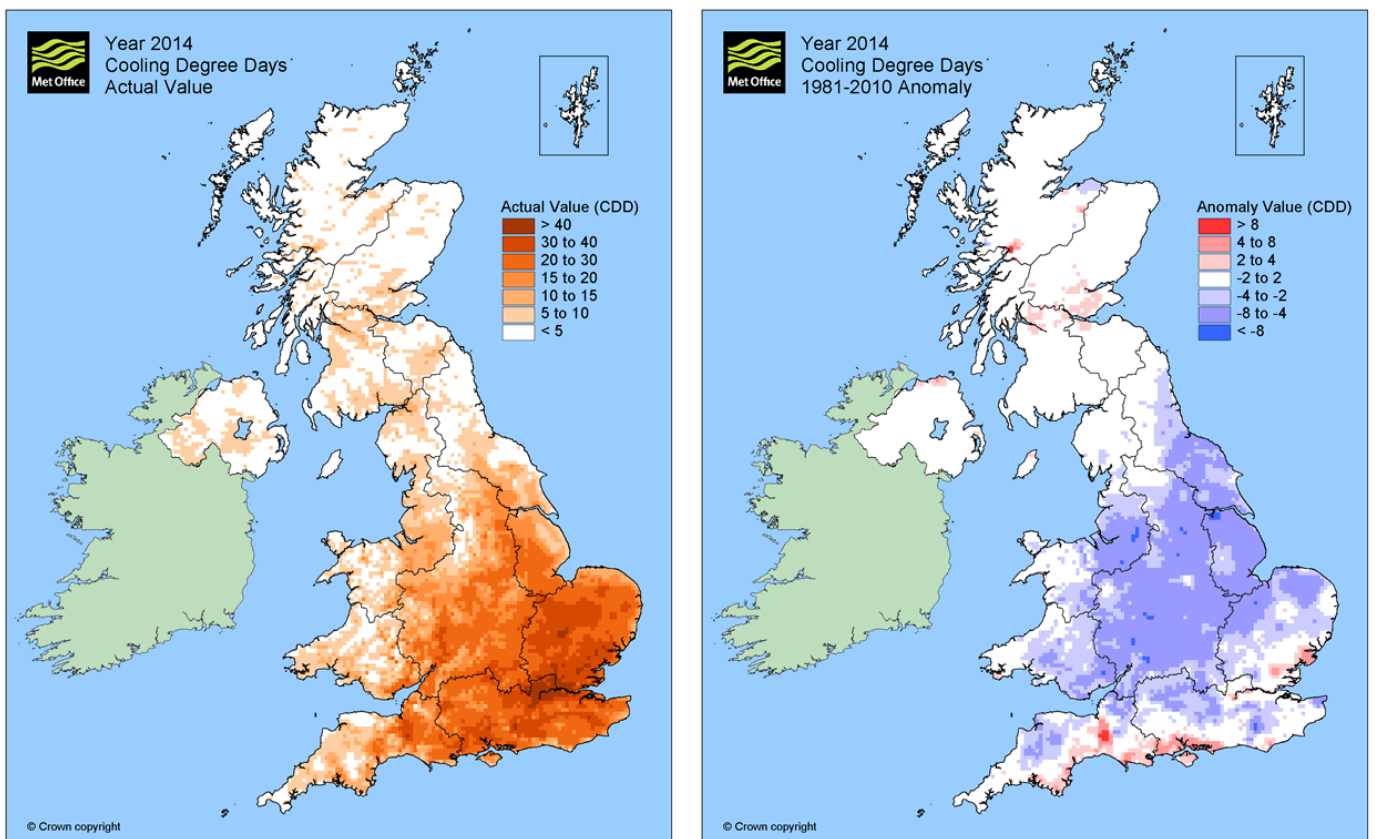 Met Office
Year 2014
Cooling Degree Days
Actual Value
Actual Value (CDD)
> 40
30 to 40
20 to 30
15 to 20
10 to 15
5 to 10
< 5
© Crown copyright
Met Office
Year 2014
Cooling Degree Days
1981-2010 Anomaly
Anomaly Value (CDD)
> 8
4 to 8
2 to 4
-2 to 2
-4 to -2
-8 to -4
< -8
© Crown copyright